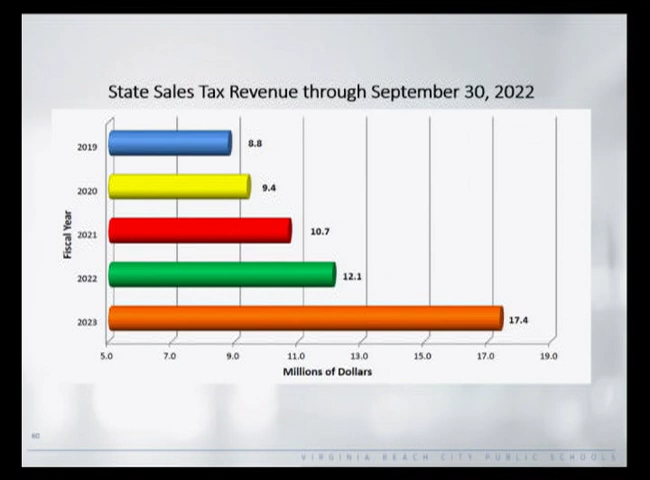 State Sales Tax Revenue through September 30, 2022
Fiscal Year
2019
8.8
2020
9.4
2021
10.7
2022
12.1
2023
17.4
5.0 7.0 9.0 11.0 13.0 15.0 17.0 19.0
Millions of Dollars
60
VIRGINIA BEACH CITY PUBLIC SCHOOLS